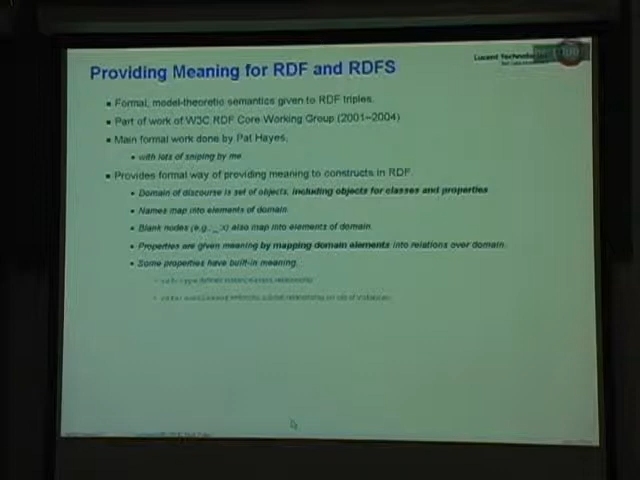 Providing Meaning for RDF and RDFS
Lucent Technologies
Formal, model-theoretic semantics given to RDF triples.
Part of work of W3C RDF Core Working Group (2001–2004)
Main formal work done by Pat Hayes,
with lots of sniping by me
Provides formal way of providing meaning to constructs in RDF.
Domain of discourse is set of objects, including objects for classes and properties
Names map into elements of domain.
Blank nodes (e.g., _:x) also map into elements of domain.
Properties are given meaning by mapping domain elements into relations over domain.
Some properties have built-in meaning,